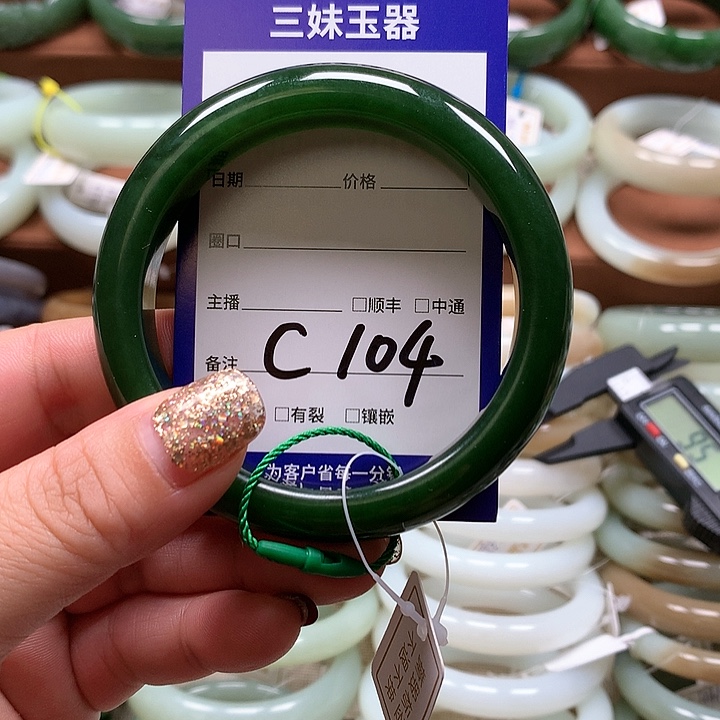 三妹玉器
日期 价格
圈口
主播 □顺丰 □中通
备注 C 104
□有裂 □镶嵌
为客户省每一分钱